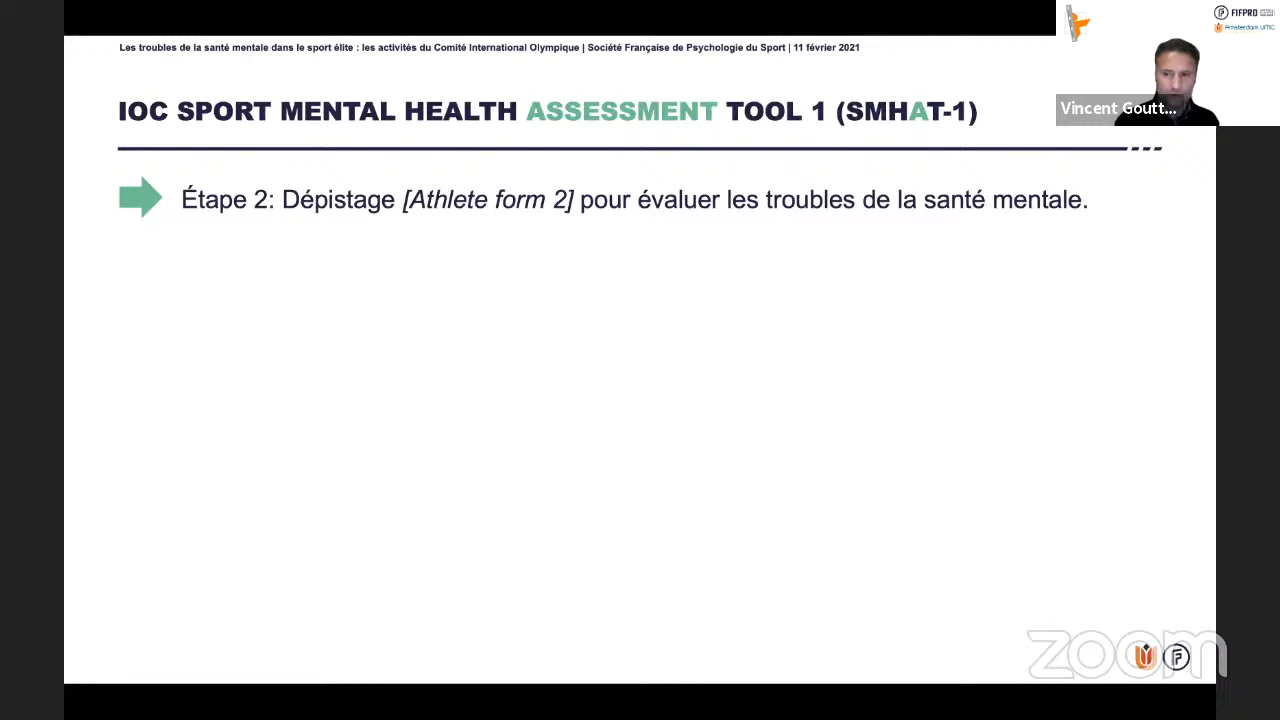 Les troubles de la santé mentale dans le sport élite : les activités du Comité International Olympique | Société Française de Psychologie du Sport | 11 février 2021
FIFPRO
Amsterdam UMC
IOC SPORT MENTAL HEALTH ASSESSMENT TOOL 1 (SMHAT-1)
Vincent Goutt...
Étape 2: Dépistage [Athlete form 2] pour évaluer les troubles de la santé mentale.
zoom